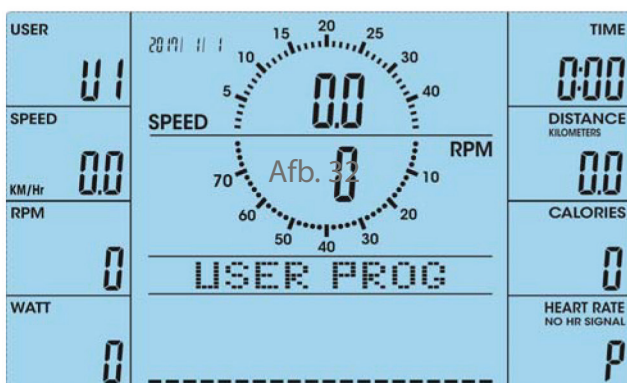 USER
U1
SPEED
KM/Hr 0.0
RPM
0
WATT
0
2017/ 1/ 1
5 10 15 20 25 30 40
SPEED 0.0
RPM
0
Afb. 32
70 60 50 40 30 20 10
USER PROG
TIME
0:00
DISTANCE
KILOMETERS
0.0
CALORIES
0
HEART RATE
NO HR SIGNAL
P